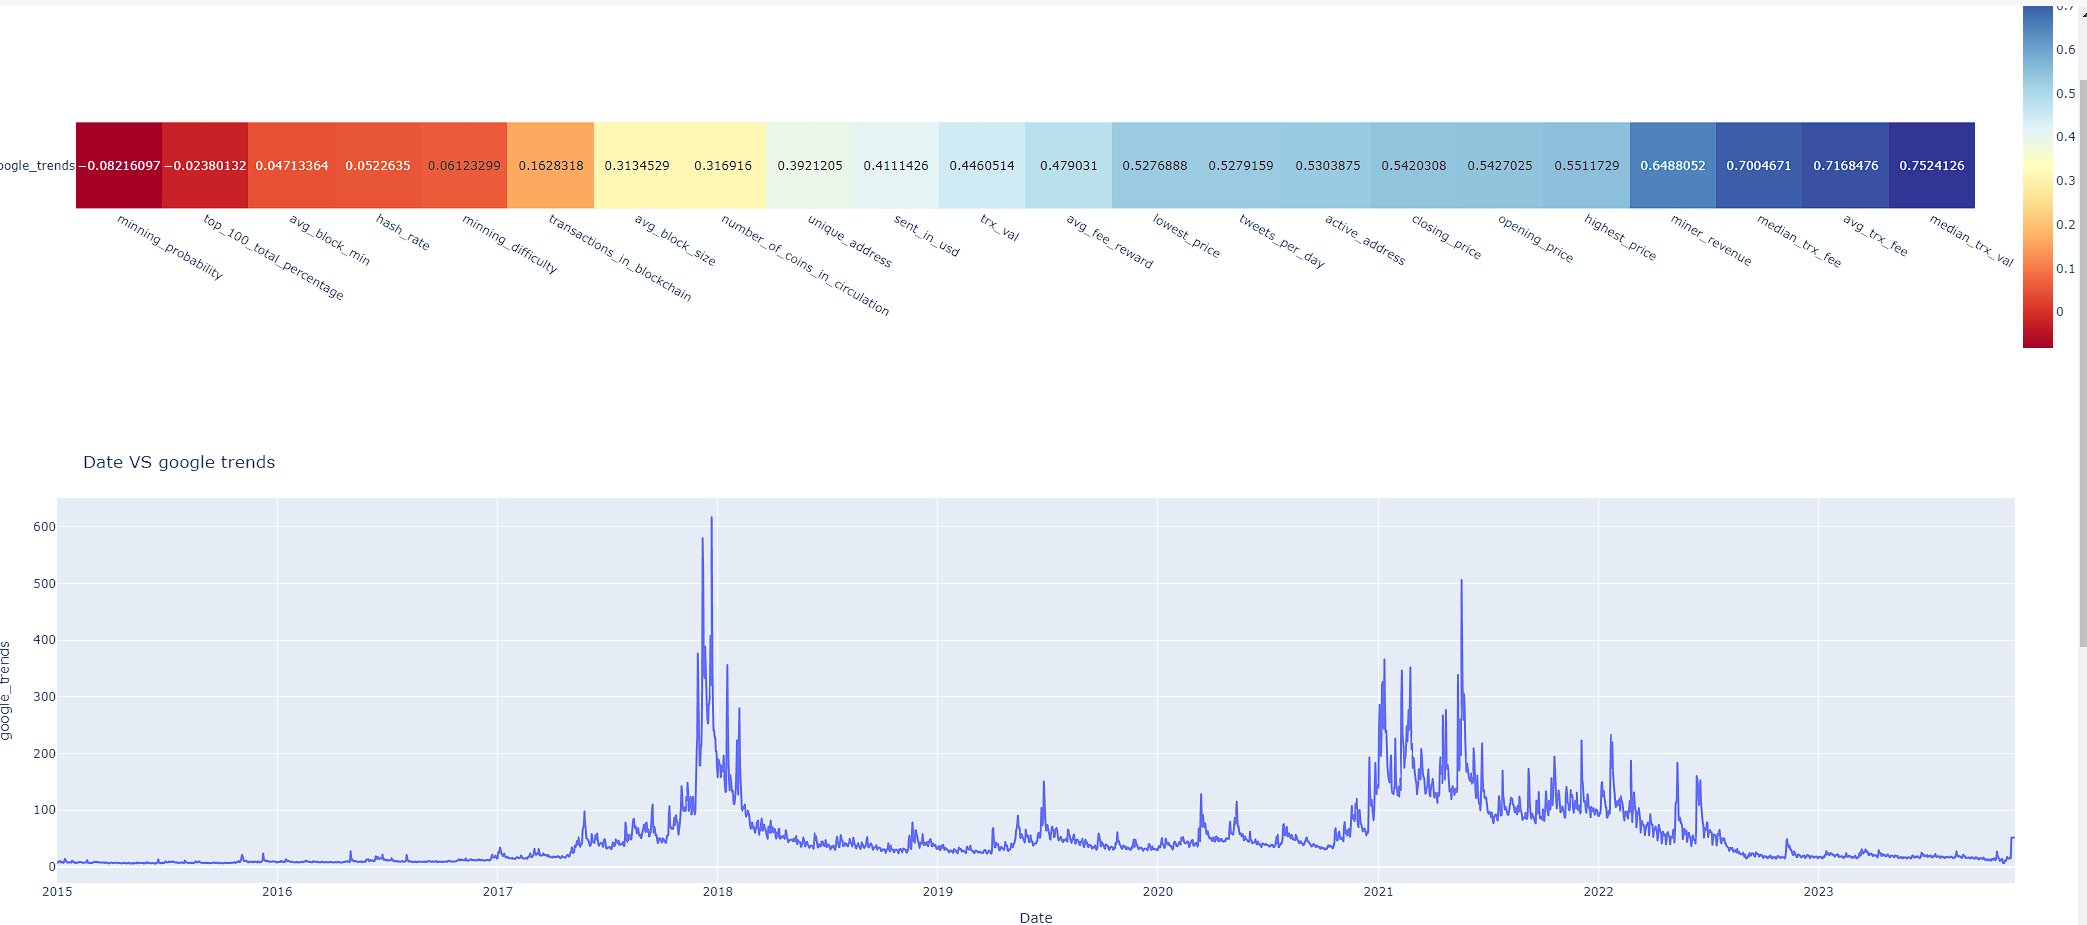 0.7
0.6
0.5
0.4
0.3
0.2
0.1
0
oogle_trends −0.08216097 −0.02380132 0.04713364 0.0522635 0.06123299 0.1628318 0.3134529 0.316916 0.3921205 0.4111426 0.4460514 0.479031 0.5276888 0.5279159 0.5303875 0.5420308 0.5427025 0.5511729 0.6488052 0.7004671 0.7168476 0.7524126
minning_probability
top_100_total_percentage
avg_block_min
hash_rate
minning_difficulty
transactions_in_blockchain
avg_block_size
number_of_coins_in_circulation
unique_address
sent_in_usd
trx_val
avg_fee_reward
lowest_price
tweets_per_day
active_address
closing_price
opening_price
highest_price
miner_revenue
median_trx_fee
avg_trx_fee
median_trx_val
Date VS google trends
google_trends
600
500
400
300
200
100
0
2015 2016 2017 2018 2019 2020 2021 2022 2023
Date